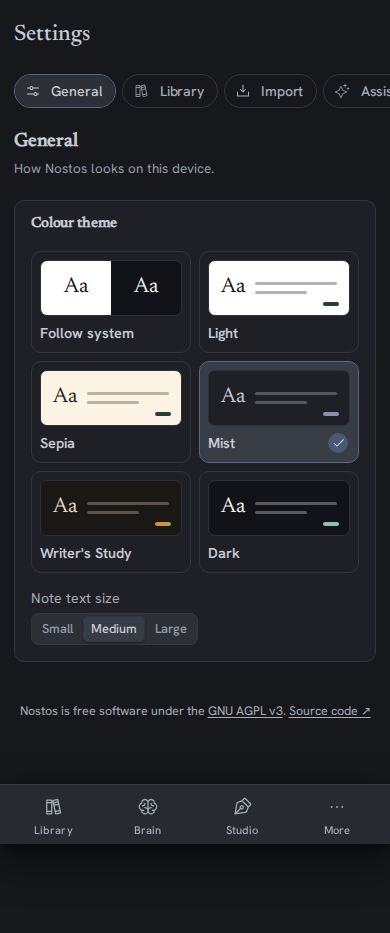 Settings
General Library Import Assis
General
How Nostos looks on this device.
Colour theme
Aa Aa Aa
Follow system Light
Aa Aa
Sepia Mist
Aa Aa
Writer's Study Dark
Note text size
Small Medium Large
Nostos is free software under the GNU AGPL v3. Source code ↗
Library Brain Studio More